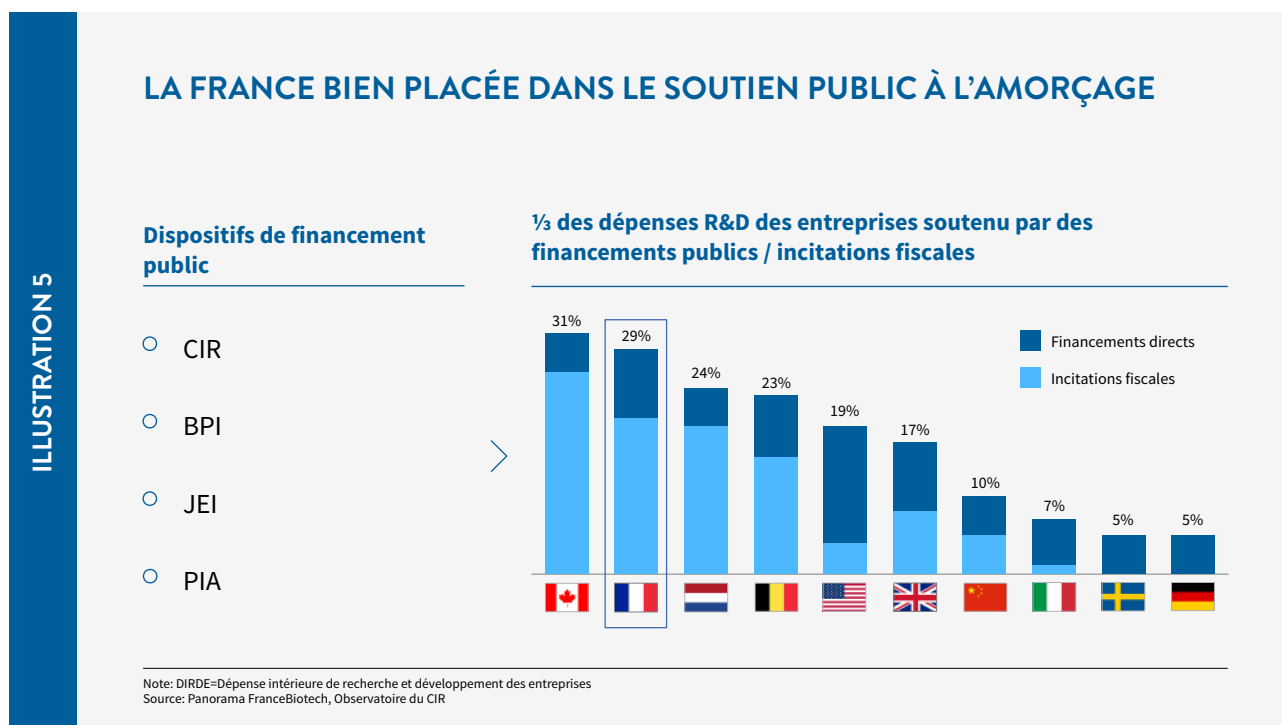 ILLUSTRATION 5
LA FRANCE BIEN PLACÉE DANS LE SOUTIEN PUBLIC À L’AMORÇAGE
Dispositifs de financement
public
CIR
BPI
JEI
PIA
⅓ des dépenses R&D des entreprises soutenu par des
financements publics / incitations fiscales
31%
29%
24%
23%
19%
17%
10%
7%
5%
5%
Financements directs
Incitations fiscales
Note: DIRDE=Dépense intérieure de recherche et développement des entreprises
Source: Panorama FranceBiotech, Observatoire du CIR